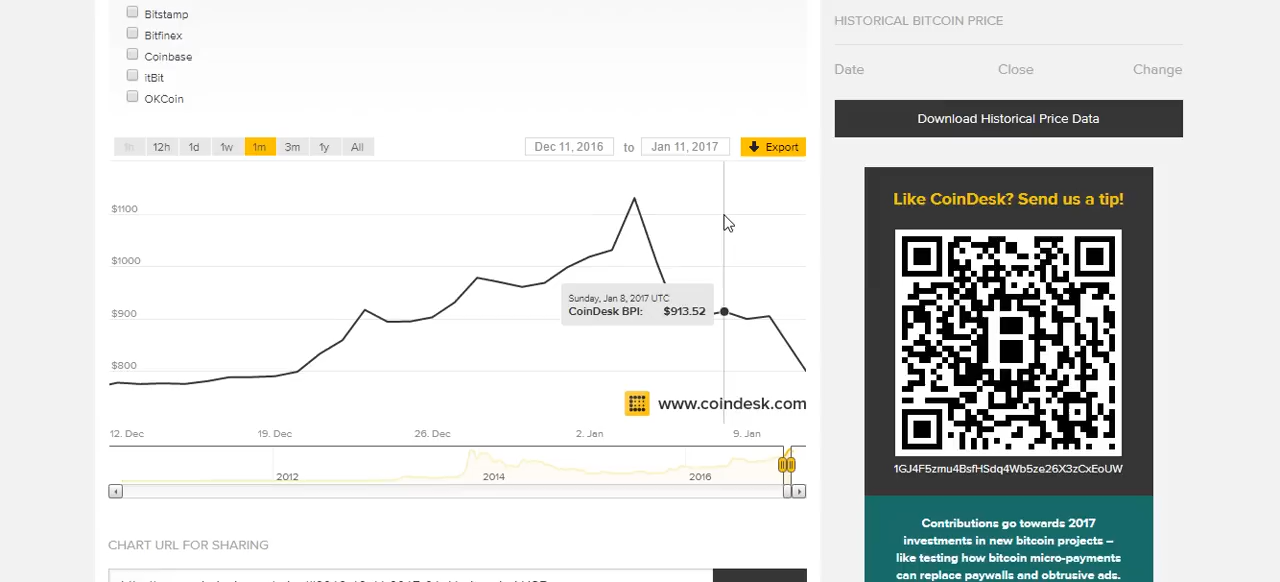 Bitstamp
Bitfinex
Coinbase
itBit
OKCoin
1h 12h 1d 1w 1m 3m 1y All
Dec 11, 2016 to Jan 11, 2017
Export
$1100
$1000
$900
$800
Sunday, Jan 8, 2017 UTC
CoinDesk BPI: $913.52
www.coindesk.com
12. Dec 19. Dec 26. Dec 2. Jan 9. Jan
2012 2014 2016
CHART URL FOR SHARING
HISTORICAL BITCOIN PRICE
Date Close Change
Download Historical Price Data
Like CoinDesk? Send us a tip!
1GJ4F5zmu4BsfHSdq4Wb5ze26X3zCxEoUW
Contributions go towards 2017
investments in new bitcoin projects –
like testing how bitcoin micro-payments
can replace paywalls and obtrusive ads.